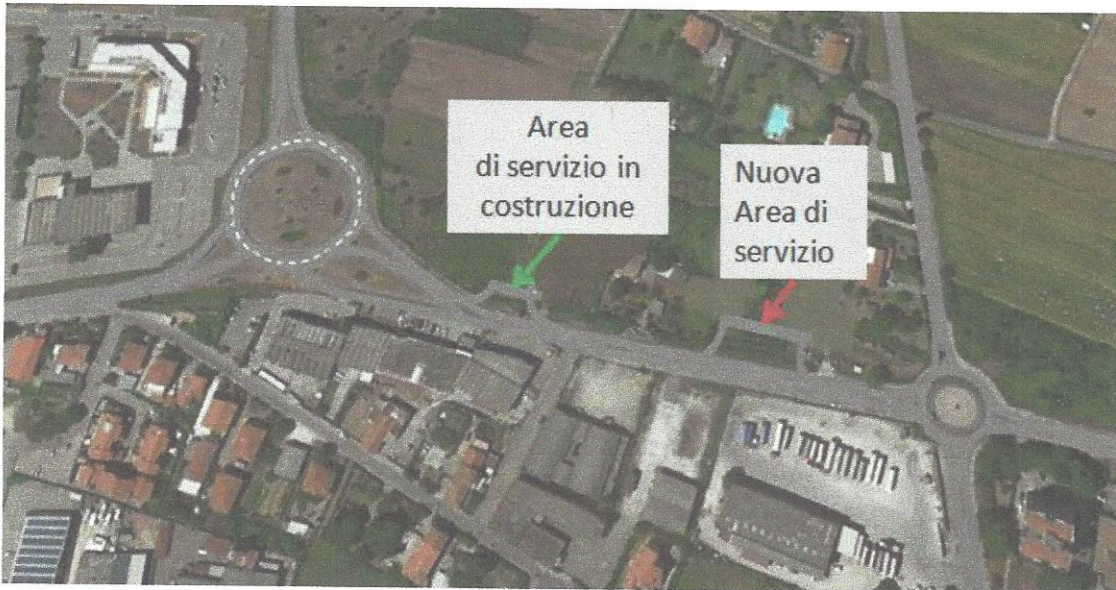 Area
di servizio in
costruzione
Nuova
Area di
servizio